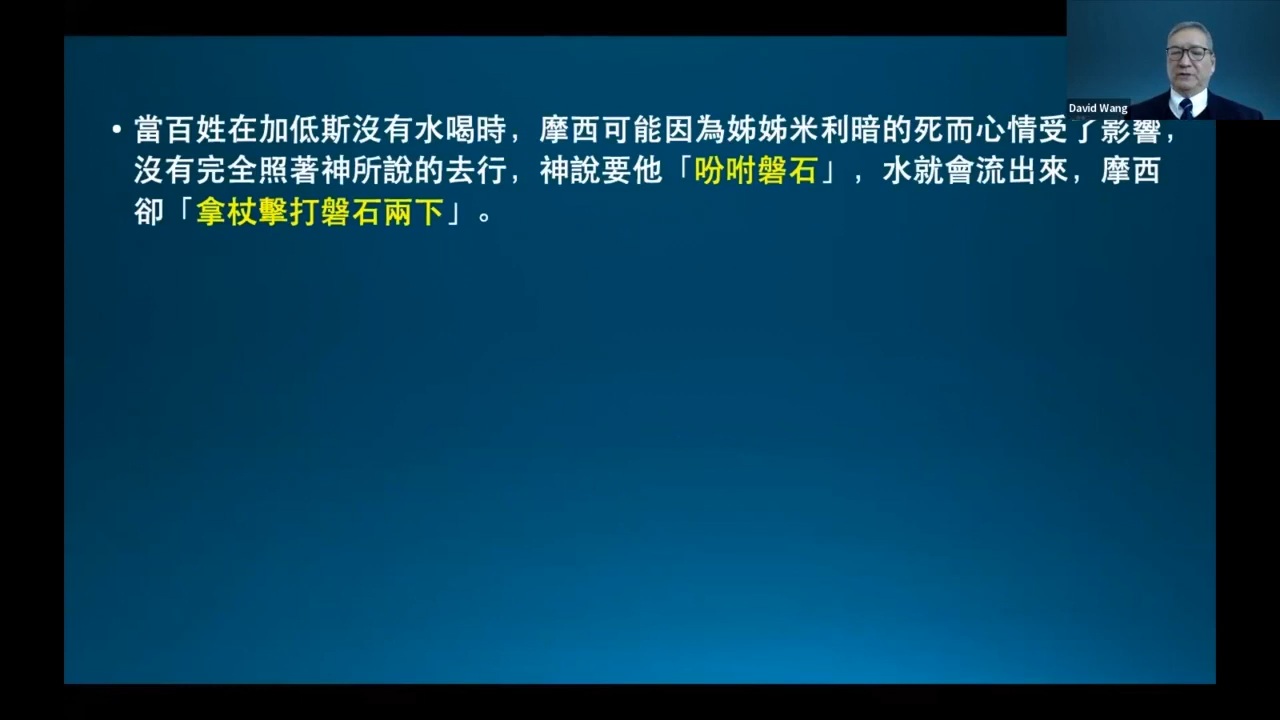 • 當百姓在加低斯沒有水喝時，摩西可能因為姊姊米利暗的死而心情受了影響，
沒有完全照著神所說的去行，神說要他「吩咐磐石」，水就會流出來，摩西
卻「拿杖擊打磐石兩下」。
David Wang